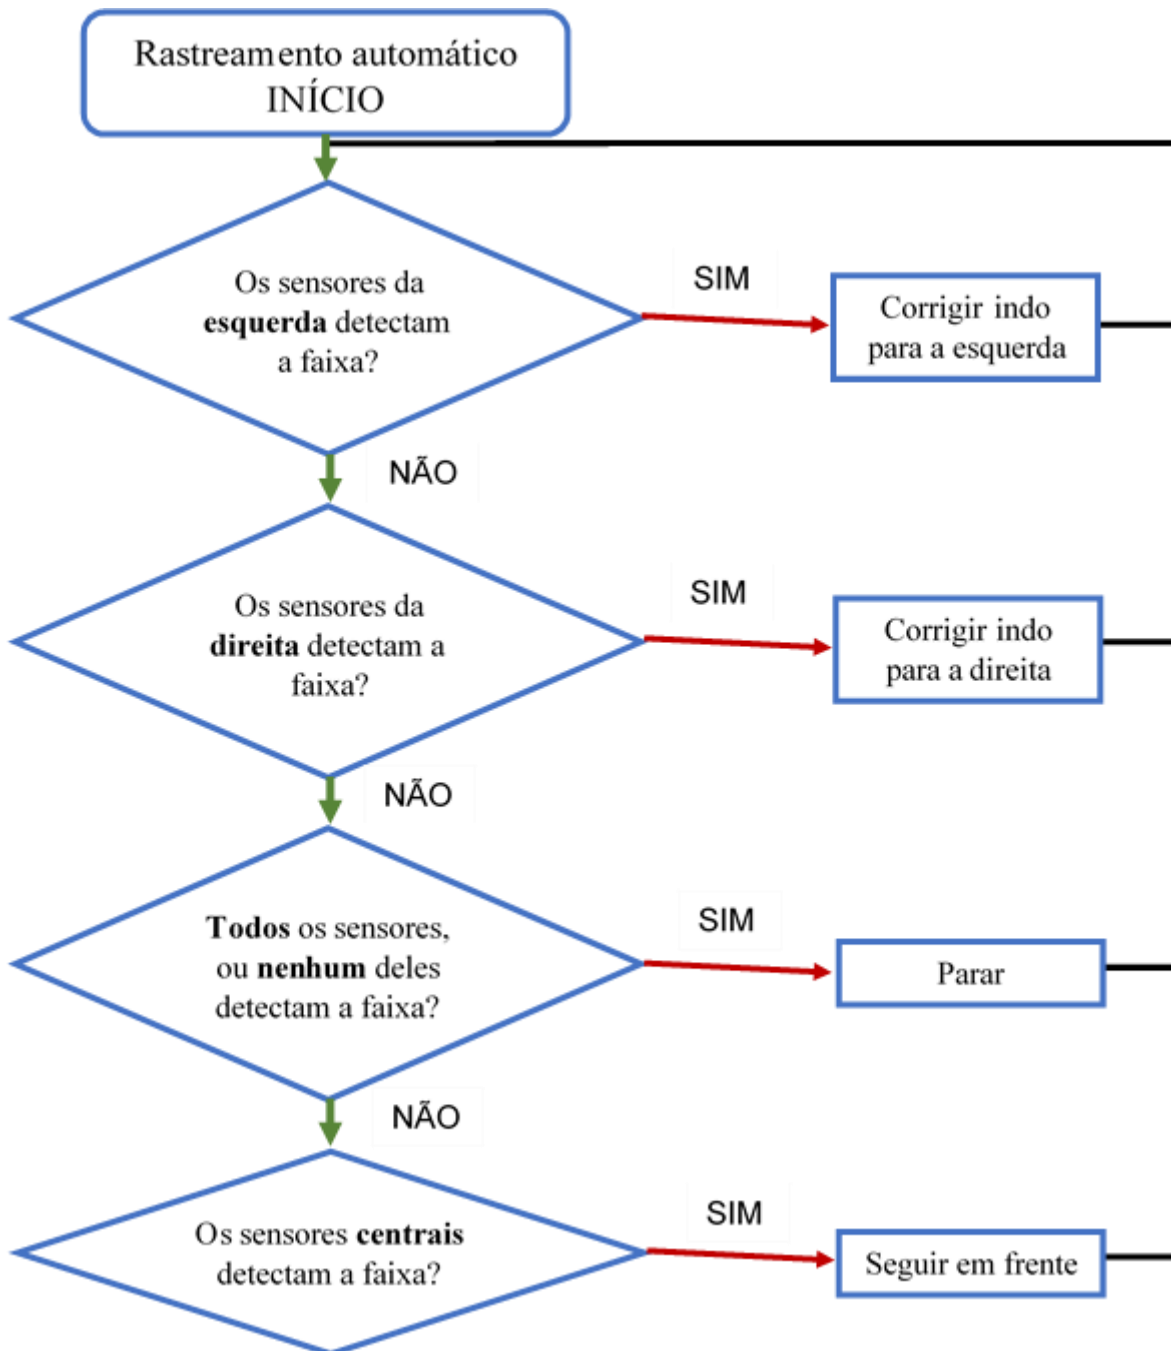 Rastreamento automático
INÍCIO
Os sensores da
esquerda detectam
a faixa?
SIM
Corrigir indo
para a esquerda
NÃO
Os sensores da
direita detectam a
faixa?
SIM
Corrigir indo
para a direita
NÃO
Todos os sensores,
ou nenhum deles
detectam a faixa?
SIM
Parar
NÃO
Os sensores centrais
detectam a faixa?
SIM
Seguir em frente